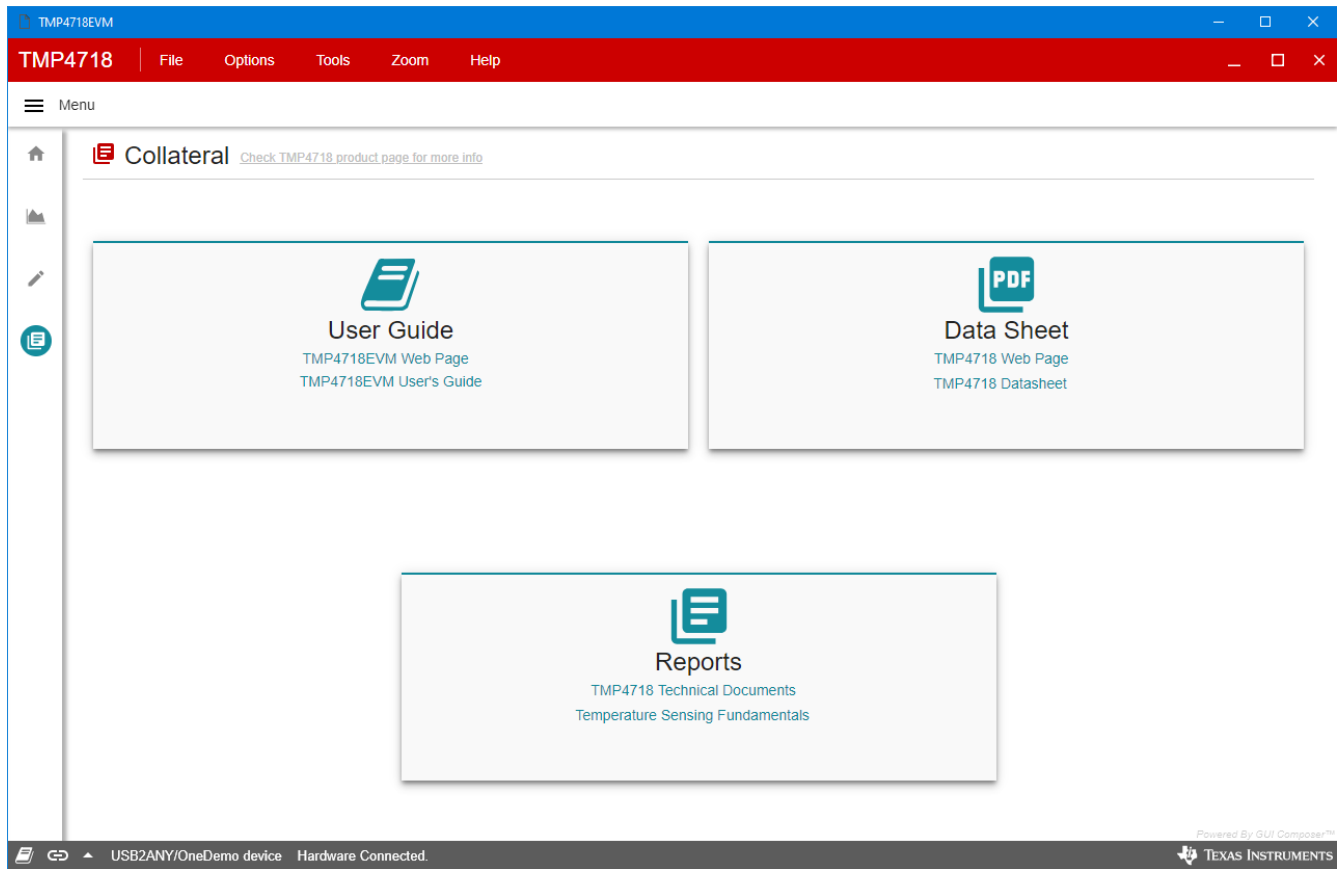 TMP4718EVM
TMP4718 File Options Tools Zoom Help
Menu
Collateral Check TMP4718 product page for more info
User Guide
TMP4718EVM Web Page
TMP4718EVM User's Guide
PDF
Data Sheet
TMP4718 Web Page
TMP4718 Datasheet
Reports
TMP4718 Technical Documents
Temperature Sensing Fundamentals
Powered By GUI Composer™
USB2ANY/OneDemo device Hardware Connected.
TEXAS INSTRUMENTS